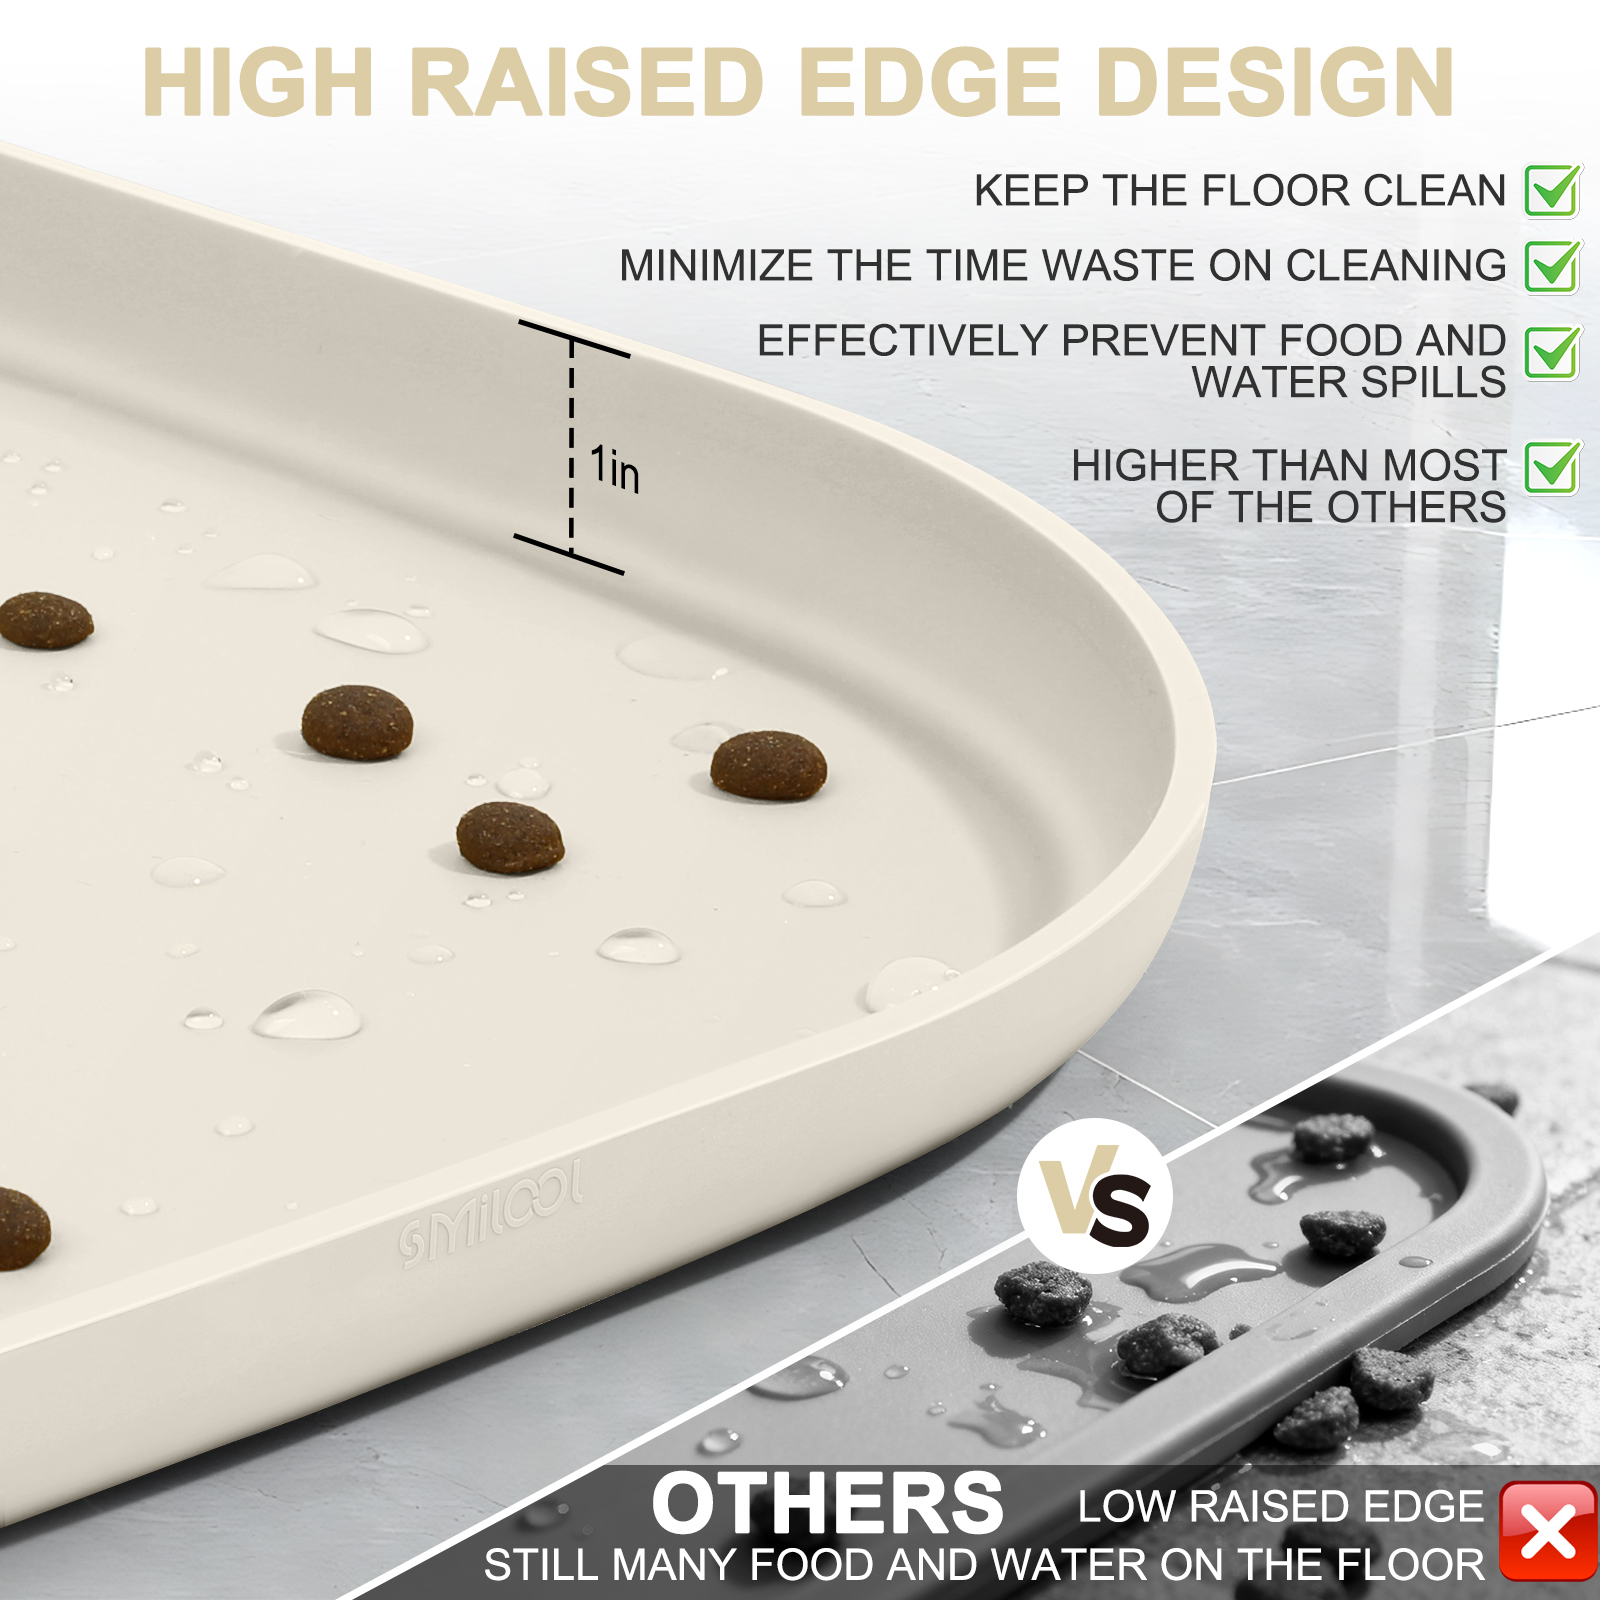 HIGH RAISED EDGE DESIGN
KEEP THE FLOOR CLEAN
MINIMIZE THE TIME WASTE ON CLEANING
EFFECTIVELY PREVENT FOOD AND
WATER SPILLS
HIGHER THAN MOST
OF THE OTHERS
1in
SMilool
VS
OTHERS
LOW RAISED EDGE
STILL MANY FOOD AND WATER ON THE FLOOR